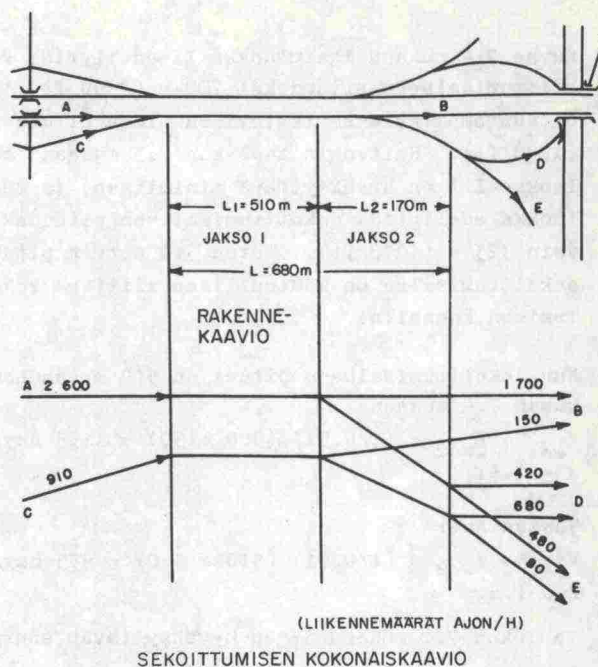 A
B
C
D
E
L1 = 510 m
L2 = 170 m
JAKSO 1
JAKSO 2
L = 680 m
RAKENNE-
KAAVIO
A 2 600
1 700
B
150
910
C
420
D
680
480
80
E
(LIIKENNEMÄÄRÄT AJON/H)
SEKOITTUMISEN KOKONAISKAAVIO